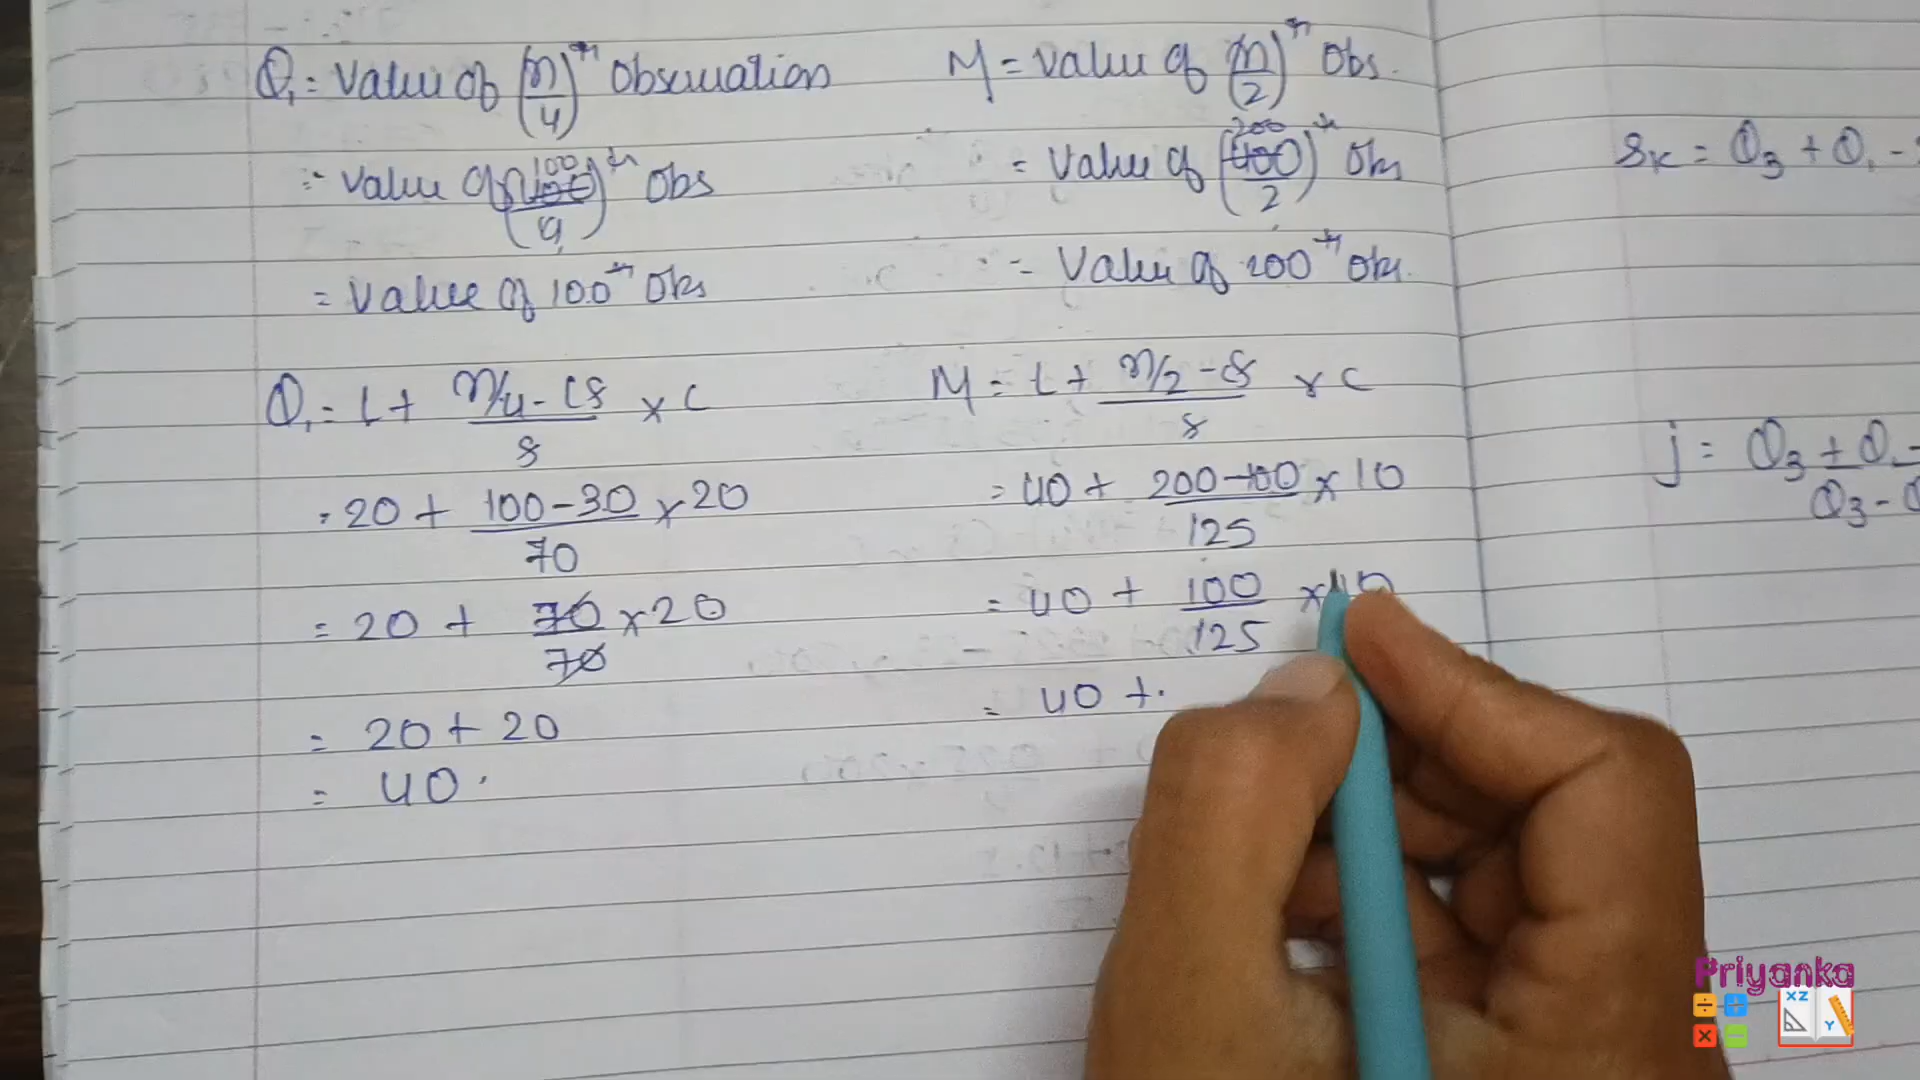 Q₁ = Value of (n/4)th Observation
= Value of (400/4)th Obs
100
= Value of 100th Obs
Q₁ = L + n/4 - cf / f × C
= 20 + 100-30 / 70 × 20
= 20 + 70/70 × 20
= 20 + 20
= 40.
M = Value of (n/2)th Obs.
= Value of (400/2)th Obs
200
= Value of 200th Obs.
M = L + n/2 - cf / f × C
= 40 + 200-100 / 125 × 10
= 40 + 100/125 × 10
= 40 +
Sk = Q₃ + Q₁ -
j = Q₃ + Q₁ -
Q₃ -
Priyanka
XZ
Y